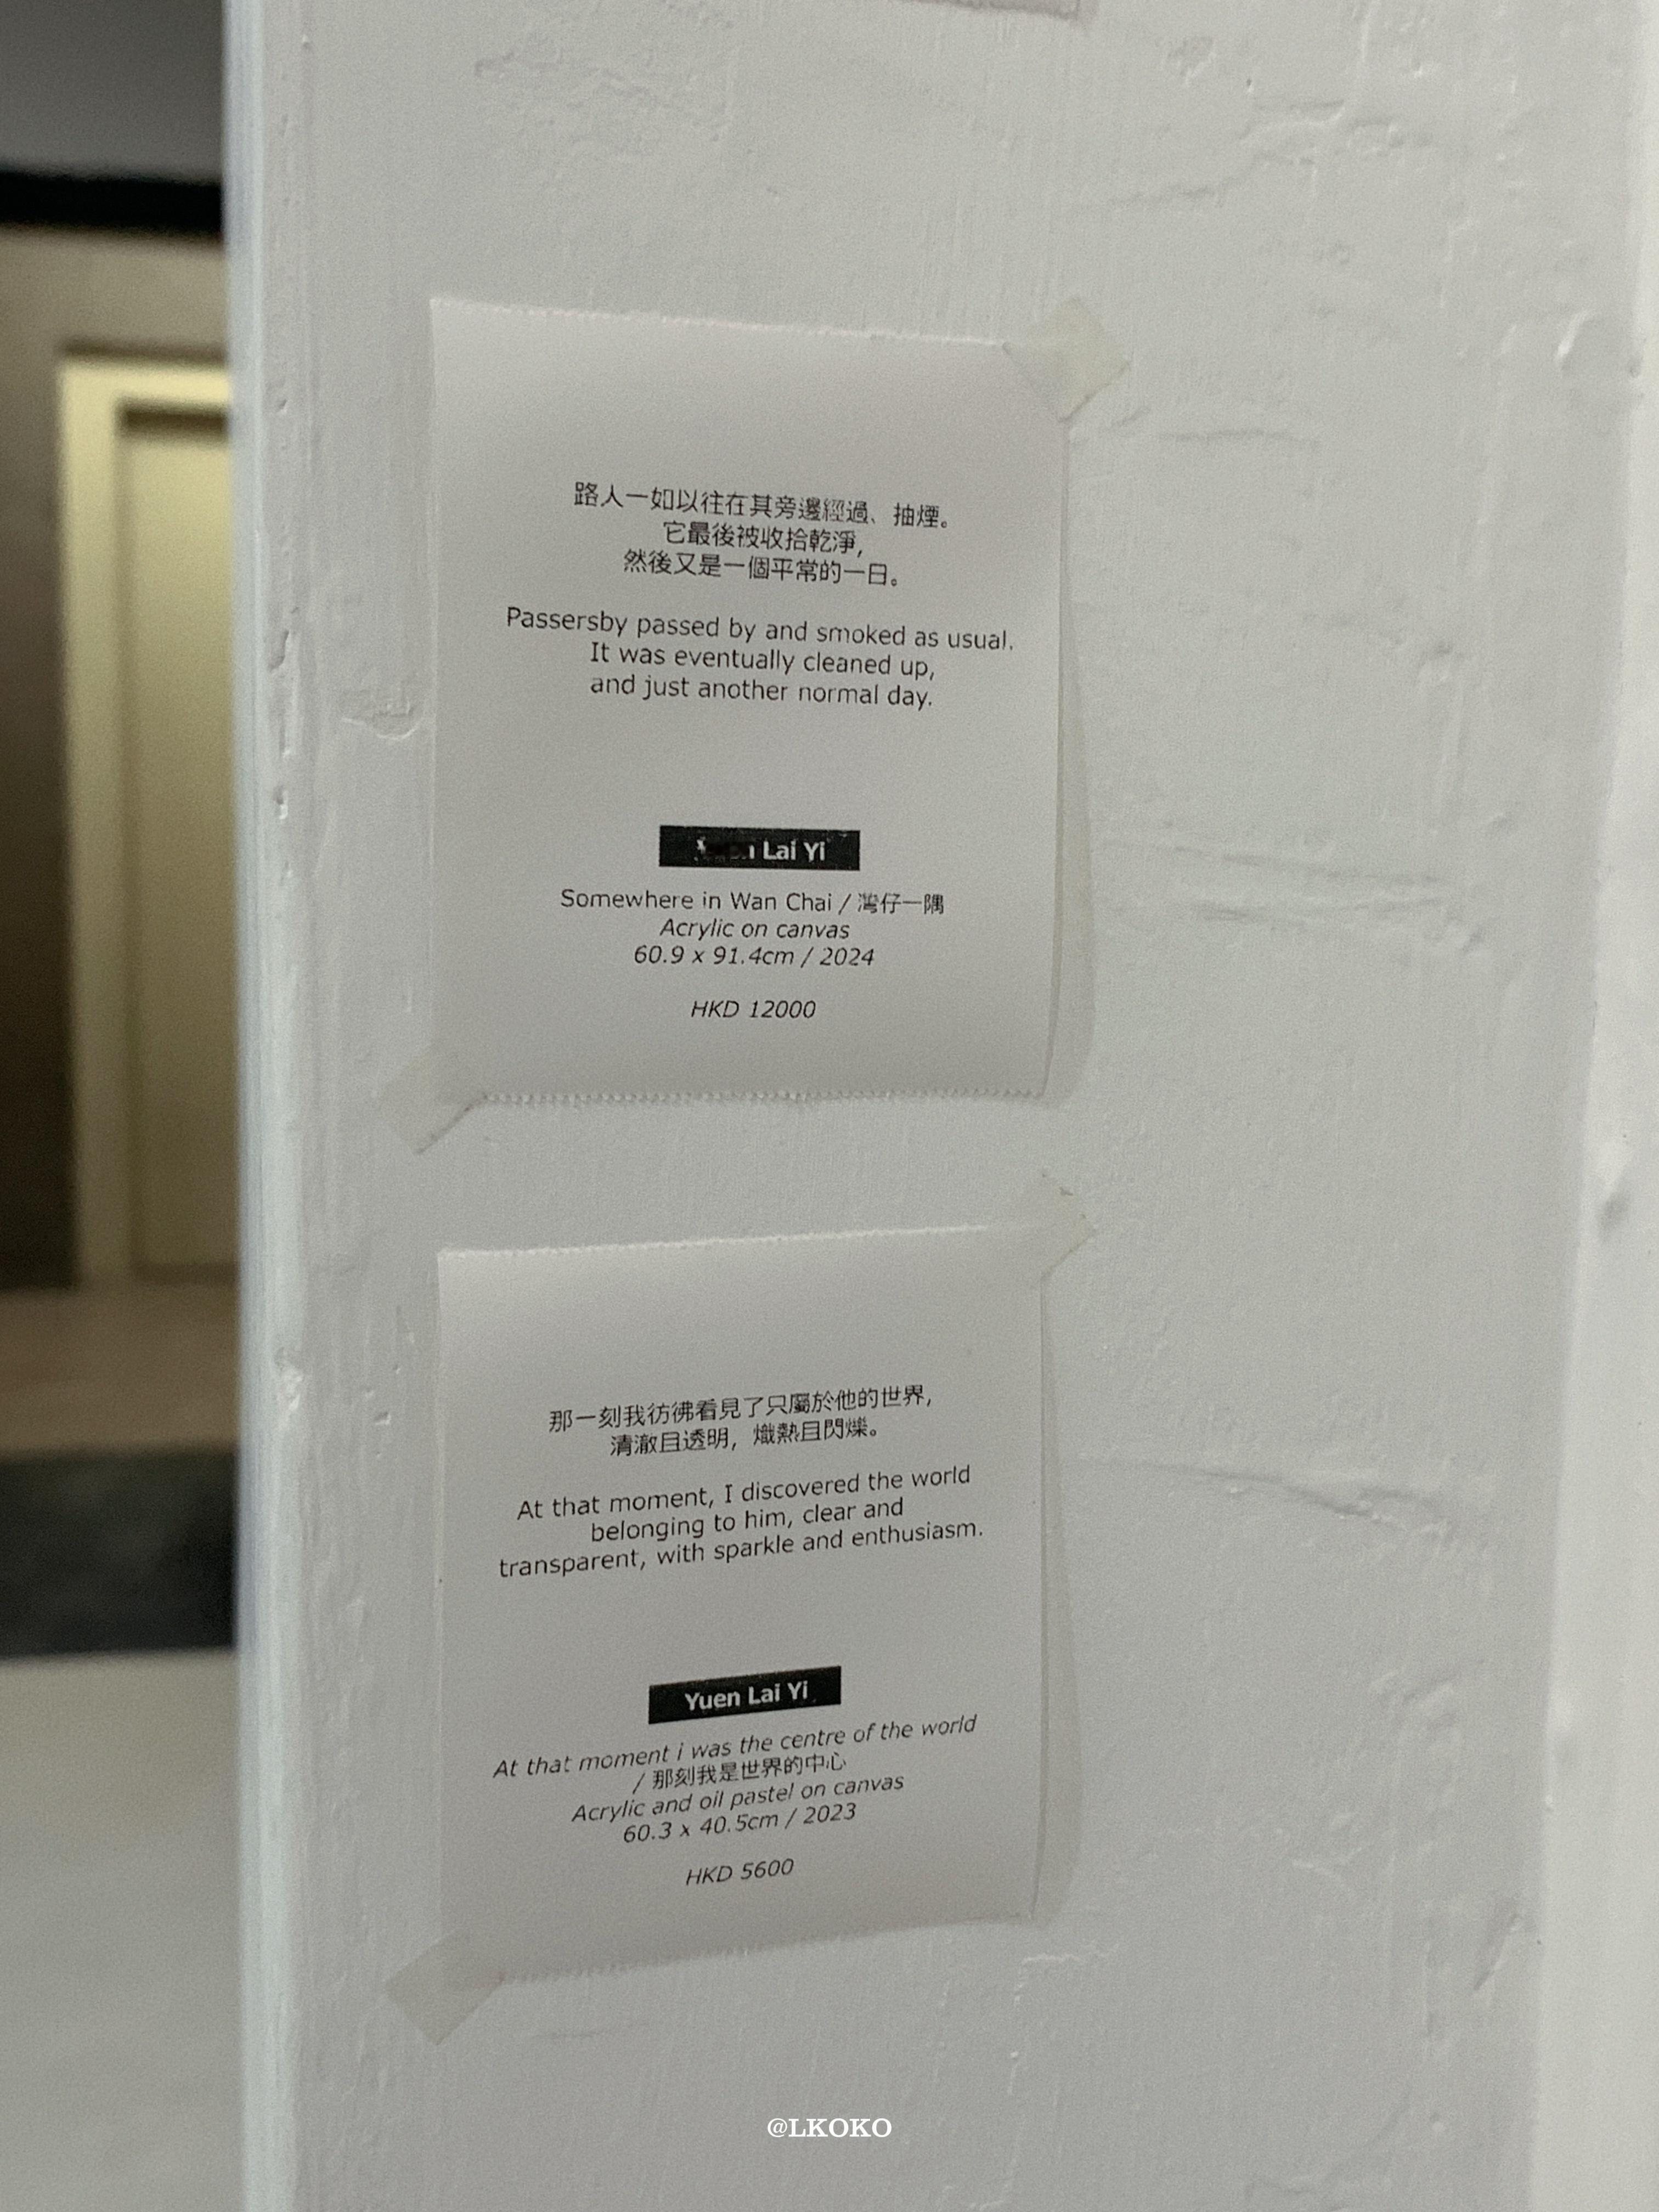 路人一如以往在其旁邊經過、抽煙。
它最後被收拾乾淨,
然後又是一個平常的一日。
Passersby passed by and smoked as usual.
It was eventually cleaned up,
and just another normal day.
Lai Yi
Somewhere in Wan Chai / 灣仔一隅
Acrylic on canvas
60.9 x 91.4cm / 2024
HKD 12000
那一刻我彷彿看見了只屬於他的世界,
清澈且透明, 熾熱且閃爍。
At that moment, I discovered the world
belonging to him, clear and
transparent, with sparkle and enthusiasm.
Yuen Lai Yi
At that moment i was the centre of the world
/ 那刻我是世界的中心
Acrylic and oil pastel on canvas
60.3 x 40.5cm / 2023
HKD 5600
@LKOKO